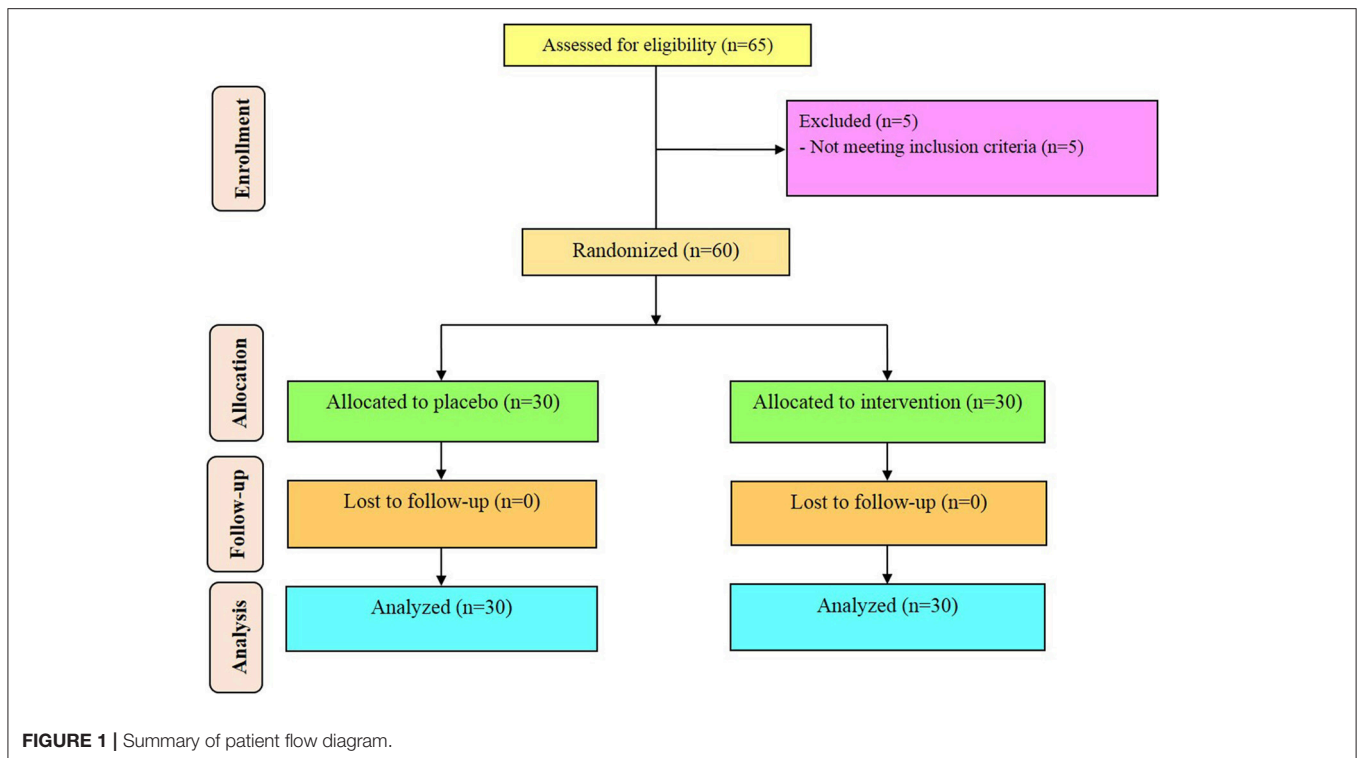 Assessed for eligibility (n=65)
Enrollment
Excluded (n=5)
- Not meeting inclusion criteria (n=5)
Randomized (n=60)
Allocation
Allocated to placebo (n=30)
Allocated to intervention (n=30)
Follow-up
Lost to follow-up (n=0)
Lost to follow-up (n=0)
Analysis
Analyzed (n=30)
Analyzed (n=30)
FIGURE 1 | Summary of patient flow diagram.